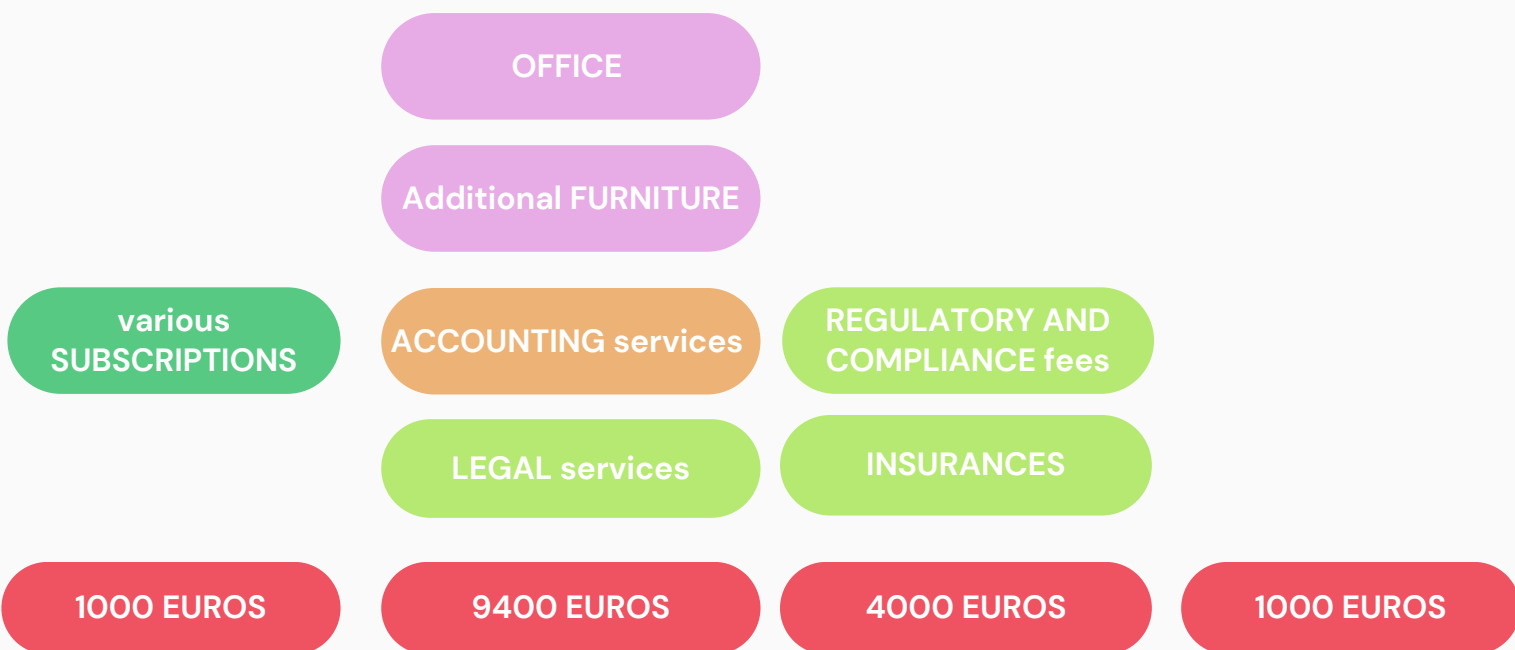 OFFICE
Additional FURNITURE
various
SUBSCRIPTIONS
ACCOUNTING services
REGULATORY AND
COMPLIANCE fees
LEGAL services
INSURANCES
1000 EUROS
9400 EUROS
4000 EUROS
1000 EUROS